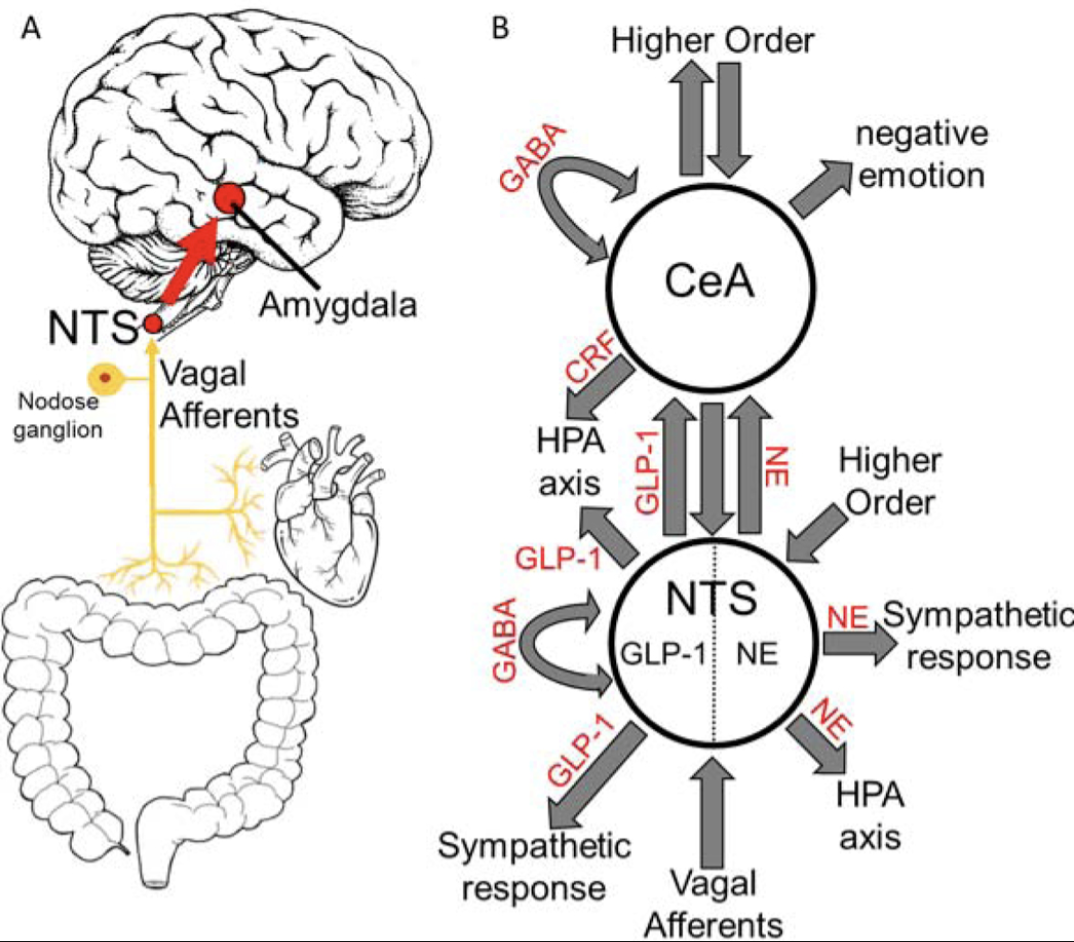 A
Amygdala
NTS
Vagal
Afferents
Nodose
ganglion
B
Higher Order
GABA
negative
emotion
CeA
CRF
HPA
axis
GLP-1
NE
Higher
Order
GLP-1
NTS
GLP-1
NE
GABA
NE
Sympathetic
response
GLP-1
NE
HPA
axis
Sympathetic
response
Vagal
Afferents